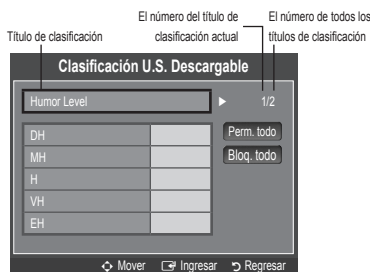 El número del título de
clasificación actual
El número de todos los
títulos de clasificación
Título de clasificación
Clasificación U.S. Descargable
Humor Level
1/2
DH
MH
H
VH
EH
Perm. todo
Bloq. todo
Mover
Ingresar
Regresar